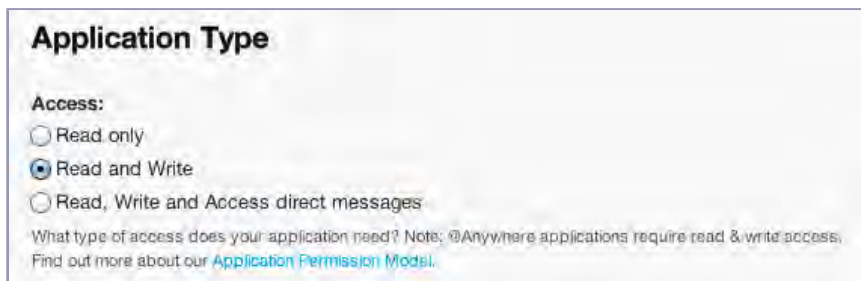 Application Type
Access:
Read only
Read and Write
Read, Write and Access direct messages
What type of access does your application need? Note: @Anywhere applications require read & write access.
Find out more about our Application Permission Model.